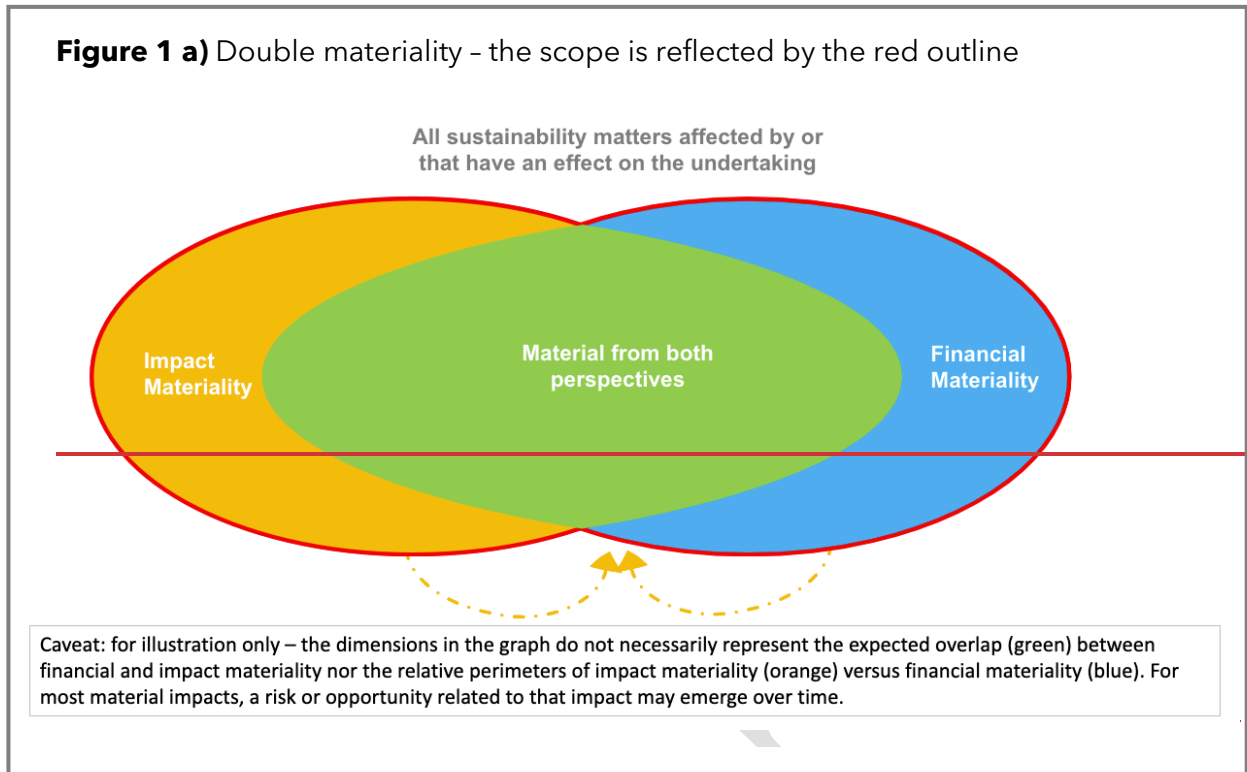 Figure 1 a) Double materiality – the scope is reflected by the red outline
All sustainability matters affected by or
that have an effect on the undertaking
Impact
Materiality
Material from both
perspectives
Financial
Materiality
Caveat: for illustration only – the dimensions in the graph do not necessarily represent the expected overlap (green) between
financial and impact materiality nor the relative perimeters of impact materiality (orange) versus financial materiality (blue). For
most material impacts, a risk or opportunity related to that impact may emerge over time.